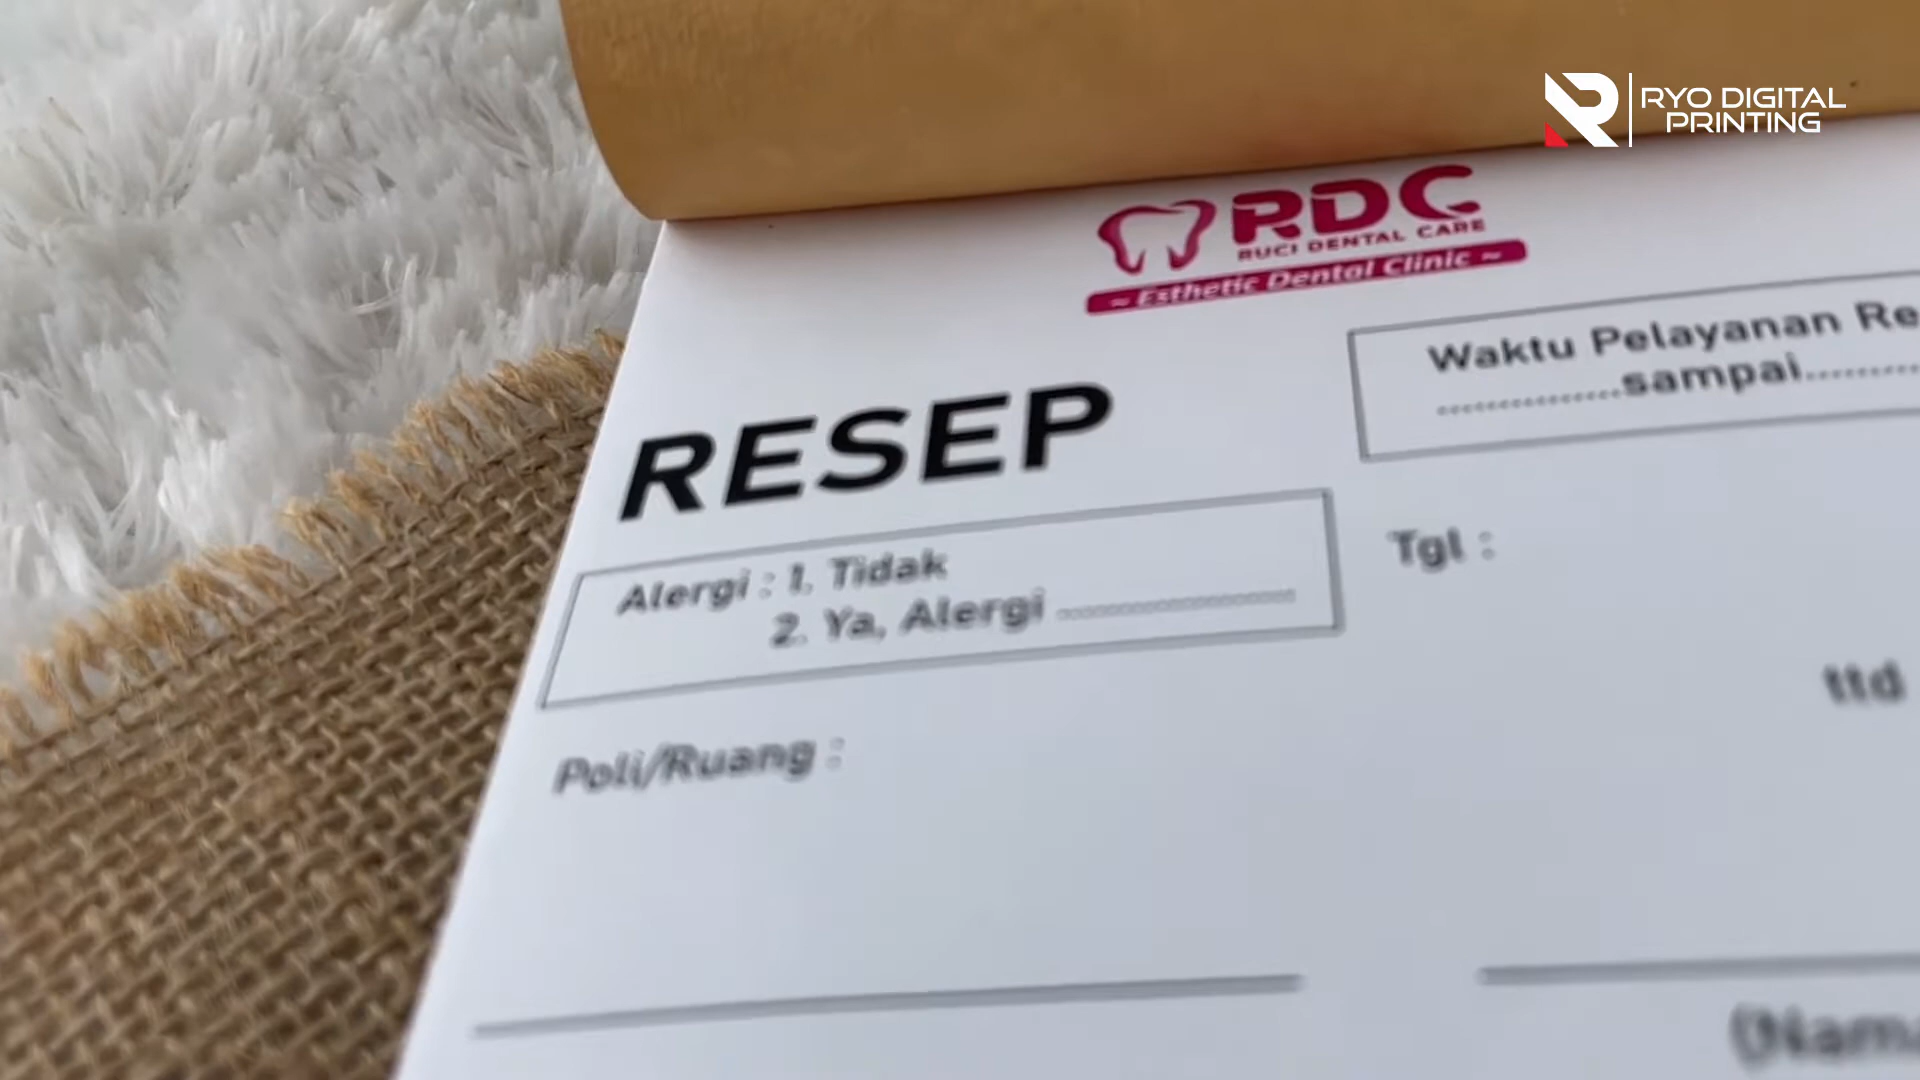 RYO DIGITAL
PRINTING
RDC
RUCI DENTAL CARE
~ Esthetic Dental Clinic ~
Waktu Pelayanan Re
...............sampai...........
RESEP
Alergi : 1. Tidak
2. Ya, Alergi ........................
Tgl :
ttd
Poli/Ruang :
(Nama